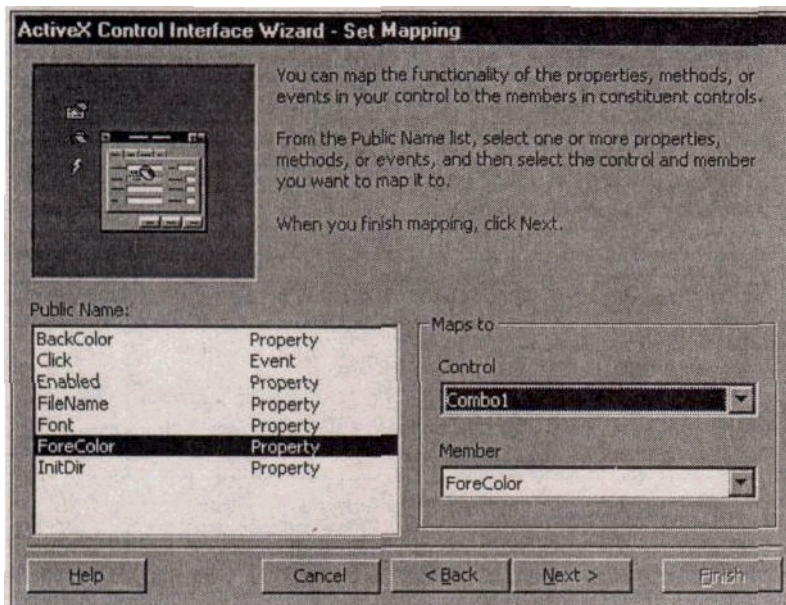 ActiveX Control Interface Wizard - Set Mapping
You can map the functionality of the properties, methods, or
events in your control to the members in constituent controls.
From the Public Name list, select one or more properties,
methods, or events, and then select the control and member
you want to map it to.
When you finish mapping, click Next.
Public Name:
BackColor Property
Click Event
Enabled Property
FileName Property
Font Property
ForeColor Property
InitDir Property
Maps to
Control
Combo1
Member
ForeColor
Help Cancel < Back Next > Finish